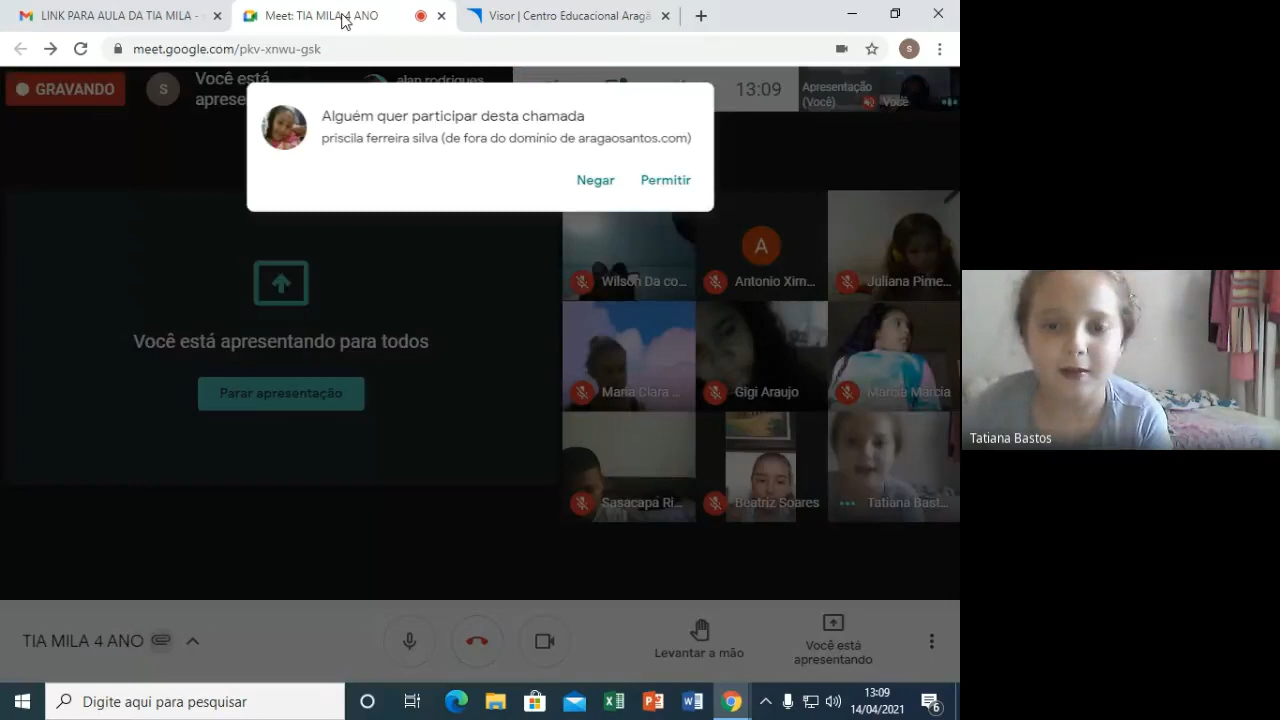 LINK PARA AULA DA TIA MILA -
Meet: TIA MILA 4 ANO
Visor | Centro Educacional Aragã
meet.google.com/pkv-xnwu-gsk
S
GRAVANDO
S
Você está
aprese
alan rodrigues
13:09
Apresentação
(Você)
Você
Alguém quer participar desta chamada
priscila ferreira silva (de fora do domínio de aragaosantos.com)
Negar
Permitir
Você está apresentando para todos
Parar apresentação
Wilson Da co...
A
Antonio Xim...
Juliana Pime...
Maria Clara ...
Gigi Araujo
Marcia Marcia
Sasacapa Ri...
Beatriz Soares
Tatiana Bast...
Tatiana Bastos
TIA MILA 4 ANO
Levantar a mão
Você está
apresentando
Digite aqui para pesquisar
13:09
14/04/2021
6